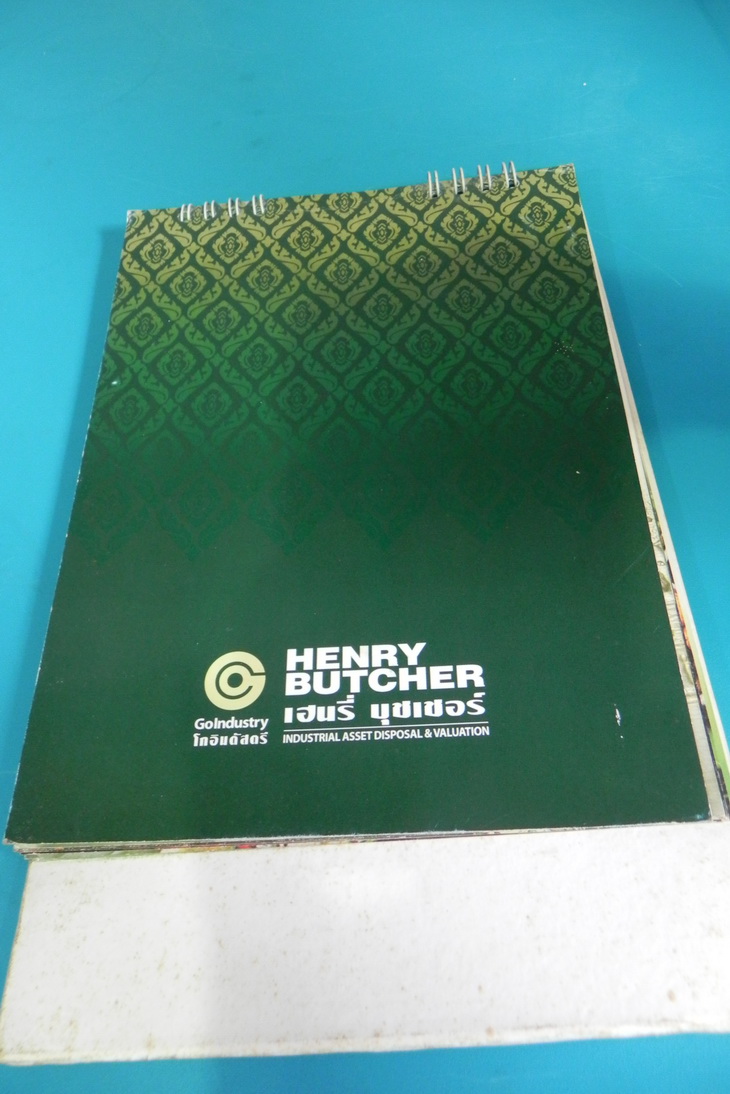 HENRY
BUTCHER
เฮนรี่ บุชเชอร์
INDUSTRIAL ASSET DISPOSAL & VALUATION
GoIndustry
โกอินดัสตรี